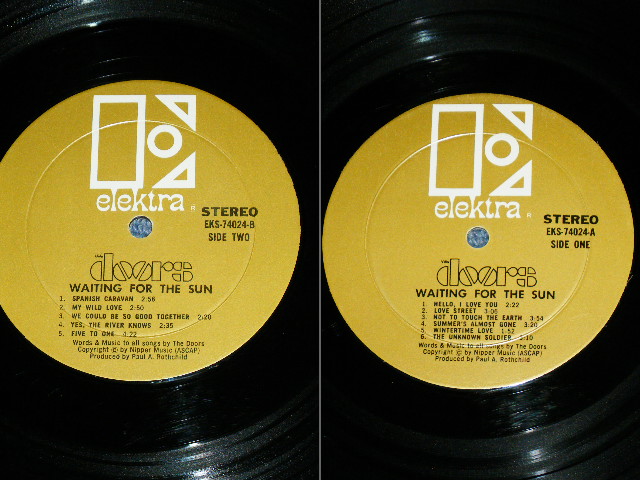 elektra ®
STEREO
EKS-74024-B
SIDE TWO
THE
doors
WAITING FOR THE SUN
1. SPANISH CARAVAN 2:56
2. MY WILD LOVE 2:50
3. WE COULD BE SO GOOD TOGETHER 2:20
4. YES, THE RIVER KNOWS 2:35
5. FIVE TO ONE 4:22
Words & Music to all songs by The Doors
Copyright © by Nipper Music (ASCAP)
Produced by Paul A. Rothchild
elektra ®
STEREO
EKS-74024-A
SIDE ONE
THE
doors
WAITING FOR THE SUN
1. HELLO, I LOVE YOU 2:22
2. LOVE STREET 3:06
3. NOT TO TOUCH THE EARTH 3:54
4. SUMMER'S ALMOST GONE 3:20
5. WINTERTIME LOVE 1:52
6. THE UNKNOWN SOLDIER 3:10
Words & Music to all songs by The Doors
Copyright © by Nipper Music (ASCAP)
Produced by Paul A. Rothchild